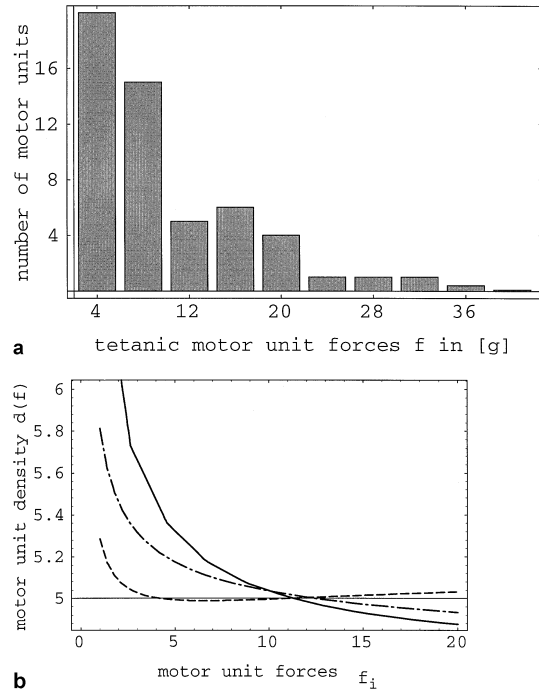 number of motor units
16
12
8
4
4 12 20 28 36
a tetanic motor unit forces f in [g]
motor unit density d(f)
6
5.8
5.6
5.4
5.2
5
0 5 10 15 20
b motor unit forces fi